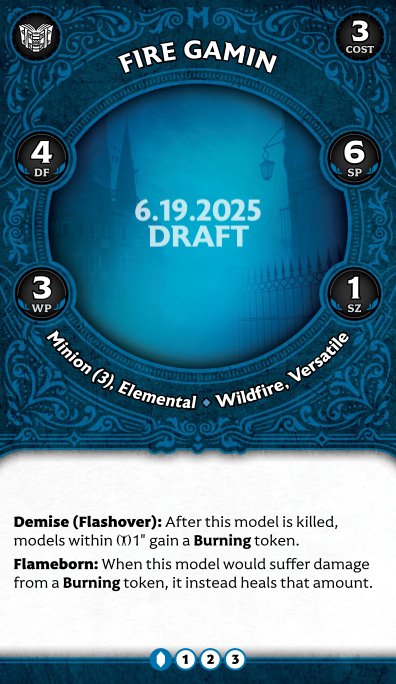 FIRE GAMIN
3
COST
4
DF
6
SP
6.19.2025
DRAFT
3
WP
1
SZ
Minion (3), Elemental ◆ Wildfire, Versatile
Demise (Flashover): After this model is killed,
models within 1" gain a Burning token.
Flameborn: When this model would suffer damage
from a Burning token, it instead heals that amount.
1 2 3